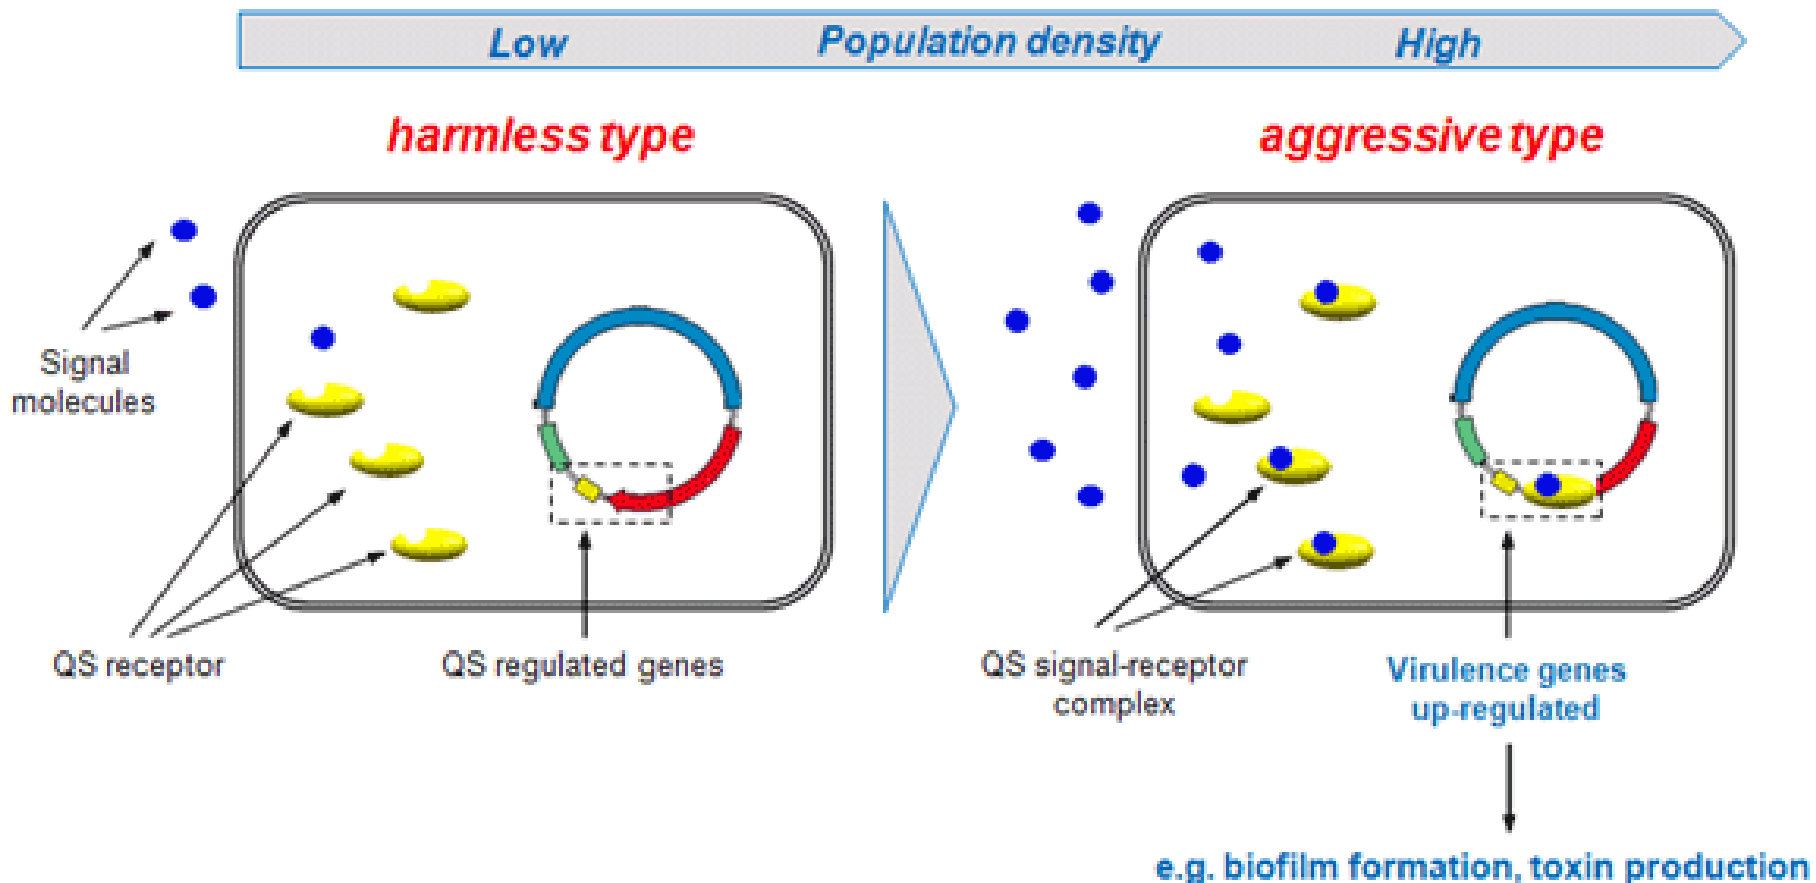 Low Population density High
harmless type
aggressive type
Signal
molecules
QS receptor
QS regulated genes
QS signal-receptor
complex
Virulence genes
up-regulated
e.g. biofilm formation, toxin production